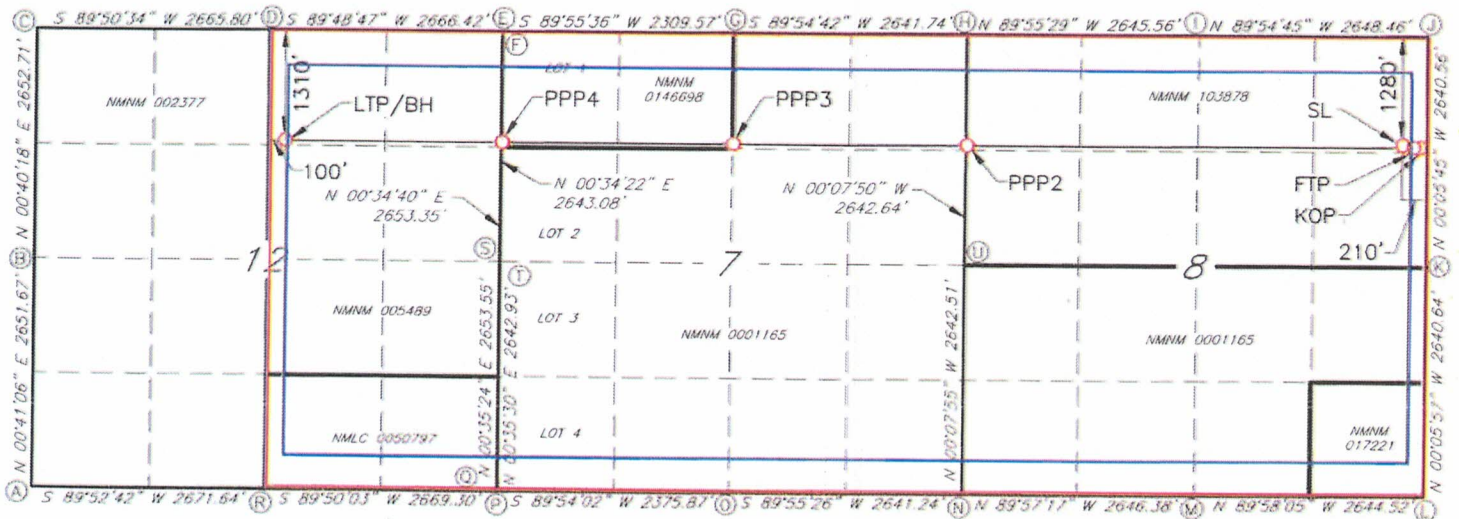 C S 89°50'34" W 2665.80' D S 89°48'47" W 2666.42' E S 89°55'36" W 2309.57' G S 89°54'42" W 2641.74' H N 89°55'29" W 2645.56' I N 89°54'45" W 2648.46' J
F
LOT 1
NMNM 002377
NMNM
0146698
NMNM 103878
1310'
1280'
LTP/BH
PPP4
PPP3
SL
100'
PPP2
FTP
KOP
N 00°34'40" E
2653.35'
N 00°34'22" E
2643.08'
N 00°07'50" W
2642.64'
210'
N 00°40'18" E 2652.71'
N 00°05'45" W 2640.56'
LOT 2
B
12
S
T
7
U
8
K
NMNM 005489
LOT 3
NMNM 0001165
NMNM 0001165
N 00°41'06" E 2651.67'
N 00°35'24" E 2653.55'
N 00°35'30" E 2642.93'
N 00°07'55" W 2642.51'
N 00°05'57" W 2640.64'
NMLC 0050797
LOT 4
NMNM
017221
Q
A S 89°52'42" W 2671.64' R S 89°50'03" W 2669.30' P S 89°54'02" W 2375.87' O S 89°55'26" W 2641.24' N N 89°57'17" W 2646.38' M N 89°58'05" W 2644.52' L